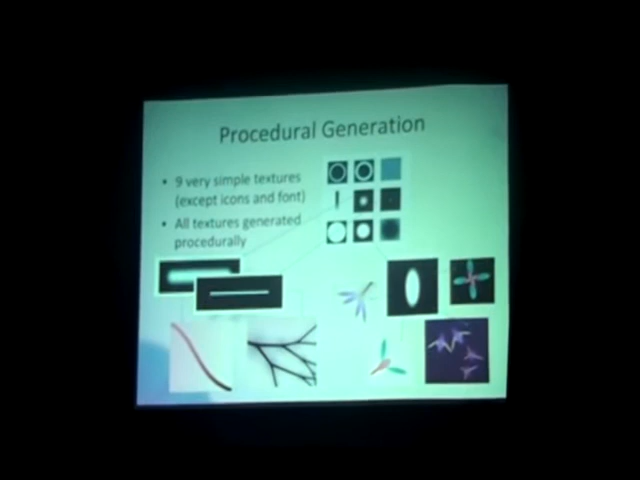 Procedural Generation
• 9 very simple textures
(except icons and font)
• All textures generated
procedurally